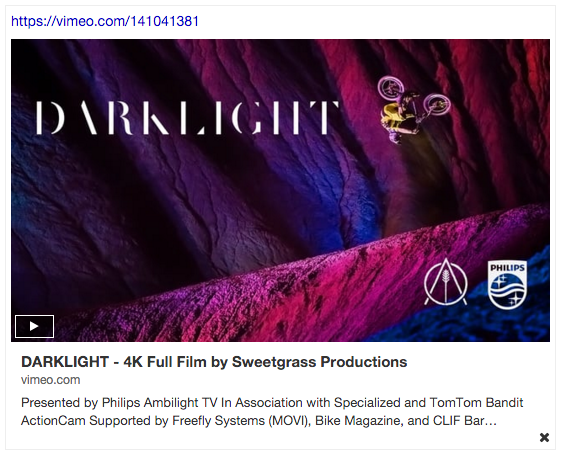 https://vimeo.com/141041381
DARKLIGHT
PHILIPS
DARKLIGHT - 4K Full Film by Sweetgrass Productions
vimeo.com
Presented by Philips Ambilight TV In Association with Specialized and TomTom Bandit
ActionCam Supported by Freefly Systems (MOVI), Bike Magazine, and CLIF Bar…